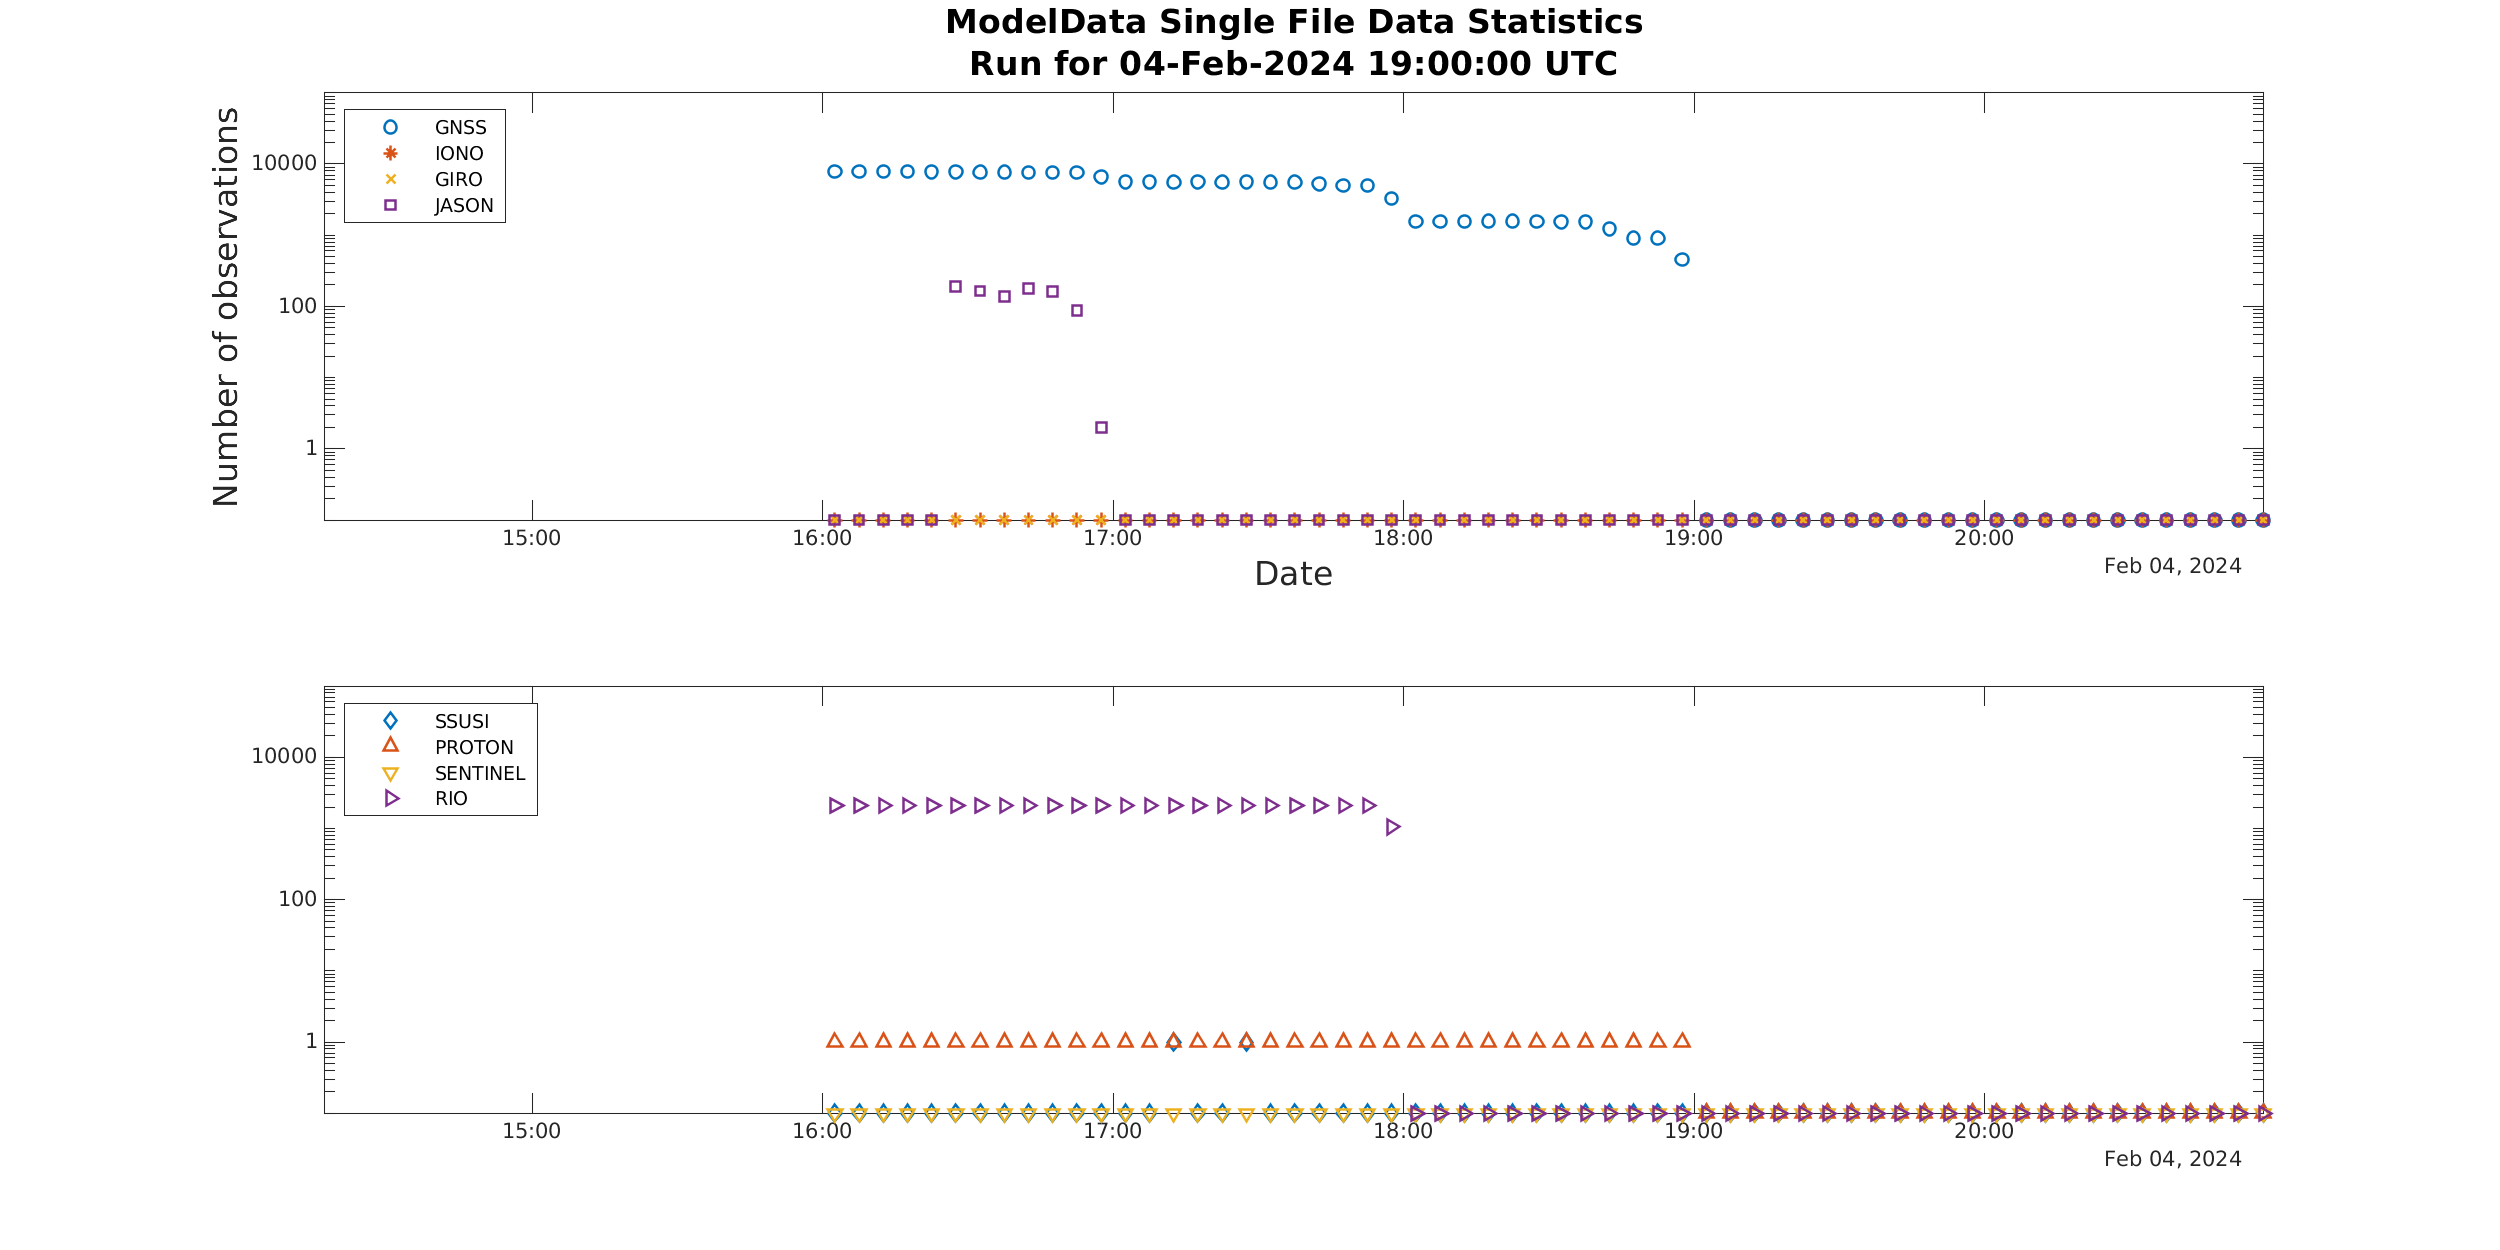 ModelData Single File Data Statistics
Run for 04-Feb-2024 19:00:00 UTC
Number of observations
10000
100
1
GNSS
IONO
GIRO
JASON
15:00 16:00 17:00 18:00 19:00 20:00
Date
Feb 04, 2024
10000
100
1
SSUSI
PROTON
SENTINEL
RIO
15:00 16:00 17:00 18:00 19:00 20:00
Feb 04, 2024